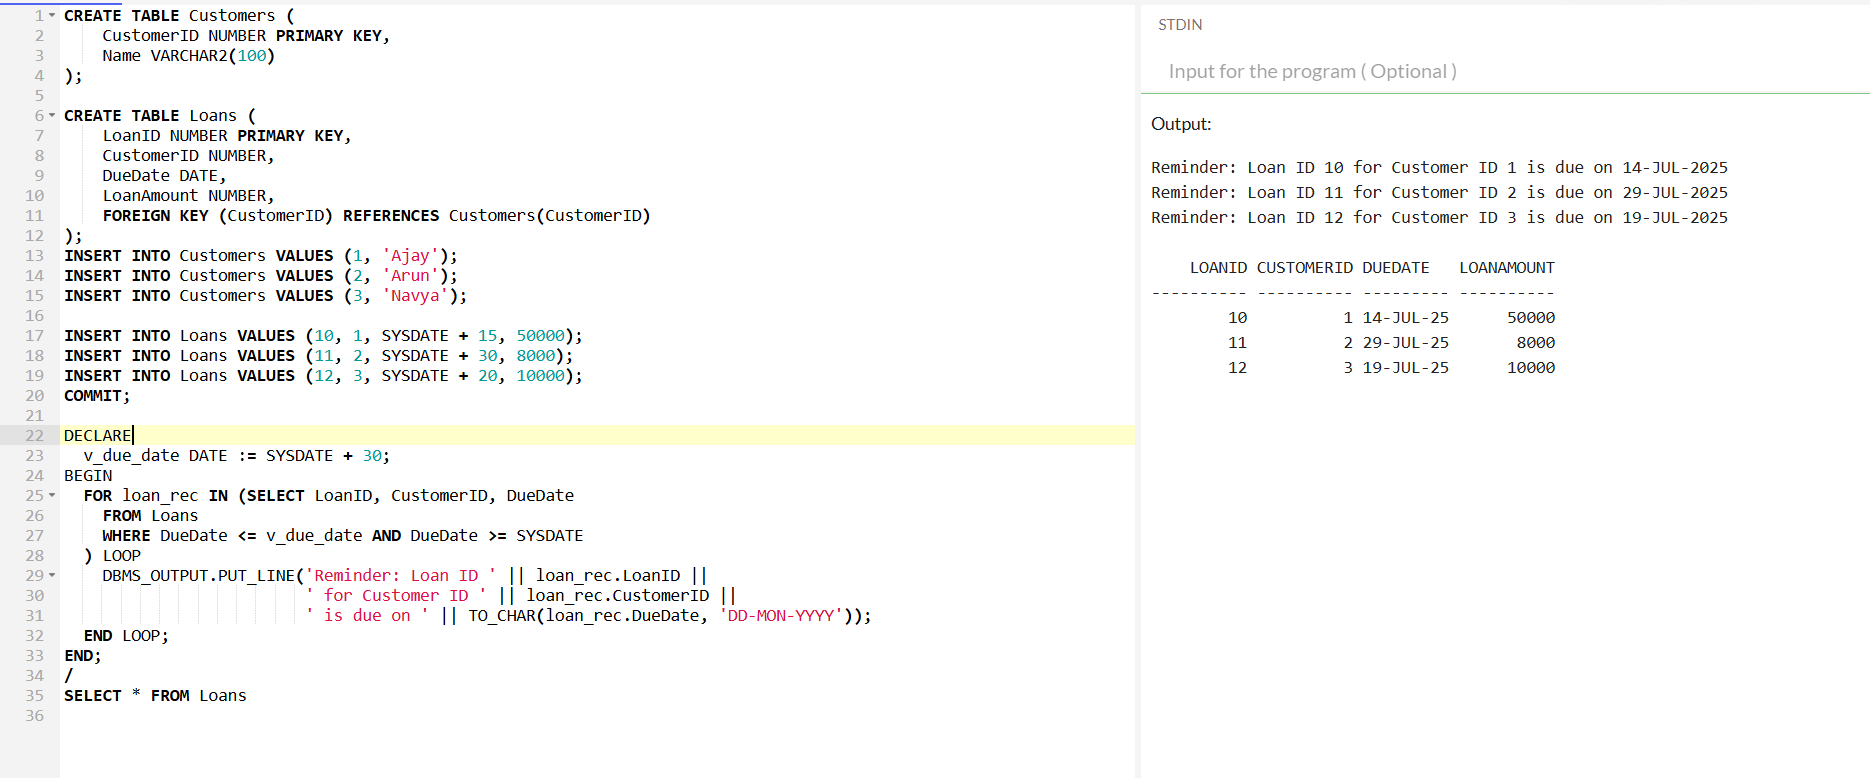 1 CREATE TABLE Customers (
2     CustomerID NUMBER PRIMARY KEY,
3     Name VARCHAR2(100)
4 );
5
6 CREATE TABLE Loans (
7     LoanID NUMBER PRIMARY KEY,
8     CustomerID NUMBER,
9     DueDate DATE,
10     LoanAmount NUMBER,
11     FOREIGN KEY (CustomerID) REFERENCES Customers(CustomerID)
12 );
13 INSERT INTO Customers VALUES (1, 'Ajay');
14 INSERT INTO Customers VALUES (2, 'Arun');
15 INSERT INTO Customers VALUES (3, 'Navya');
16
17 INSERT INTO Loans VALUES (10, 1, SYSDATE + 15, 50000);
18 INSERT INTO Loans VALUES (11, 2, SYSDATE + 30, 8000);
19 INSERT INTO Loans VALUES (12, 3, SYSDATE + 20, 10000);
20 COMMIT;
21
22 DECLARE
23   v_due_date DATE := SYSDATE + 30;
24 BEGIN
25   FOR loan_rec IN (SELECT LoanID, CustomerID, DueDate
26     FROM Loans
27     WHERE DueDate <= v_due_date AND DueDate >= SYSDATE
28   ) LOOP
29     DBMS_OUTPUT.PUT_LINE('Reminder: Loan ID ' || loan_rec.LoanID ||
30                          ' for Customer ID ' || loan_rec.CustomerID ||
31                          ' is due on ' || TO_CHAR(loan_rec.DueDate, 'DD-MON-YYYY'));
32   END LOOP;
33 END;
34 /
35 SELECT * FROM Loans
36
STDIN
Input for the program ( Optional )
Output:
Reminder: Loan ID 10 for Customer ID 1 is due on 14-JUL-2025
Reminder: Loan ID 11 for Customer ID 2 is due on 29-JUL-2025
Reminder: Loan ID 12 for Customer ID 3 is due on 19-JUL-2025
    LOANID CUSTOMERID DUEDATE   LOANAMOUNT
---------- ---------- --------- ----------
        10          1 14-JUL-25      50000
        11          2 29-JUL-25       8000
        12          3 19-JUL-25      10000